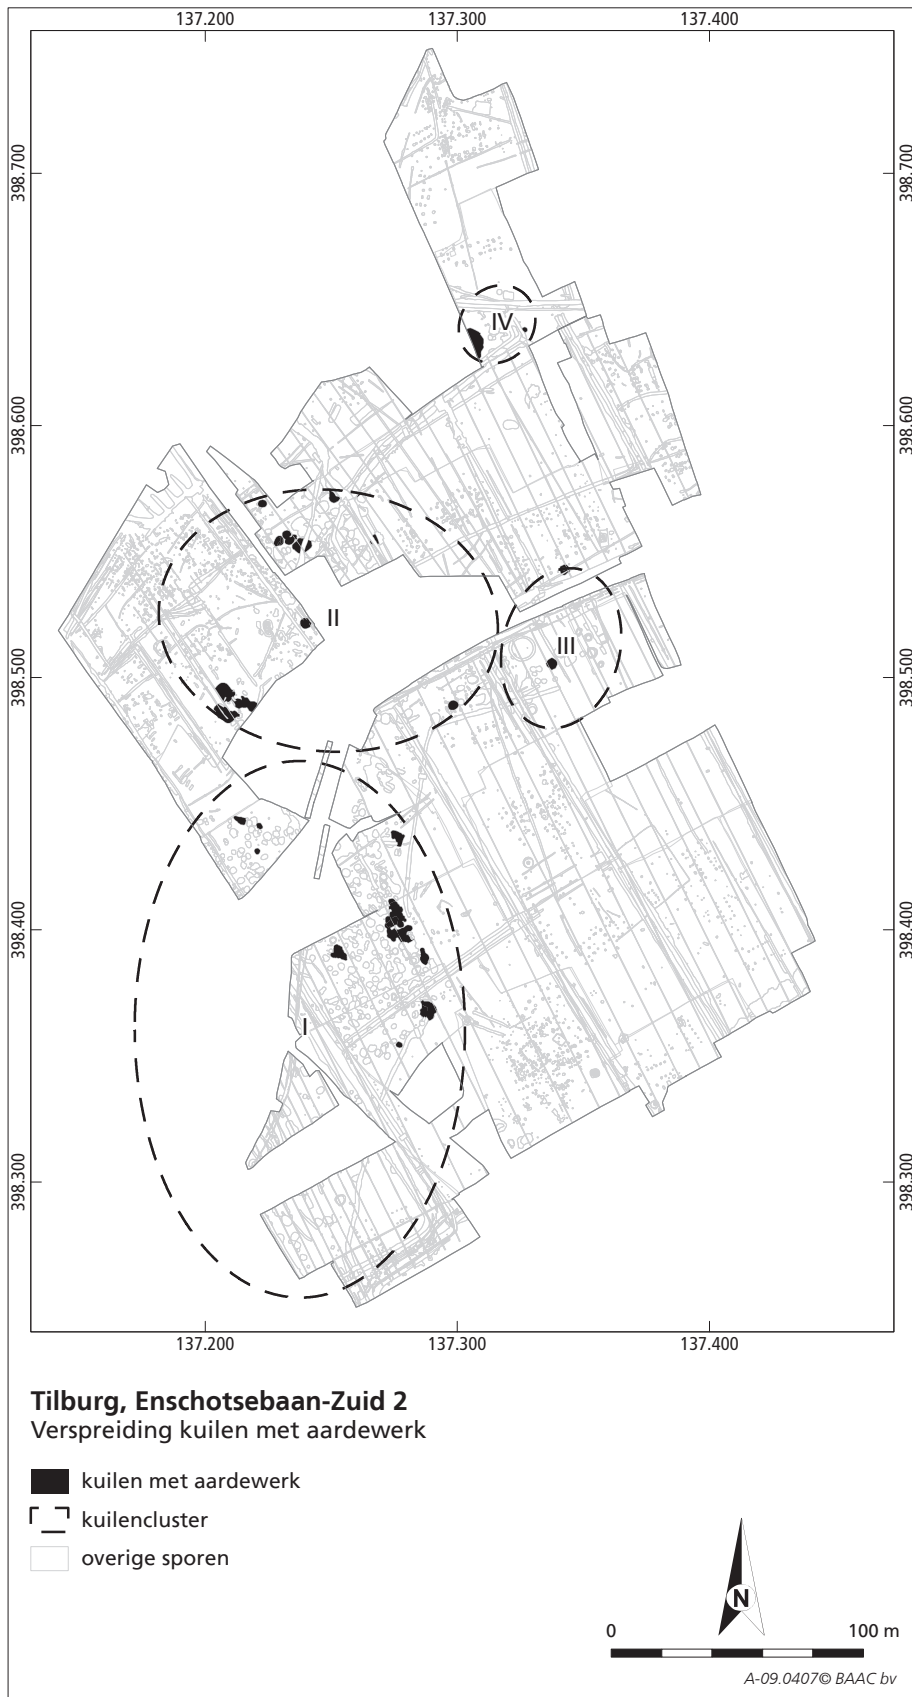 137.200 137.300 137.400
398.700 398.700
IV
398.600 398.600
II
III
398.500 398.500
398.400 398.400
I
398.300 398.300
137.200 137.300 137.400
Tilburg, Enschotsebaan-Zuid 2
Verspreiding kuilen met aardewerk
kuilen met aardewerk
kuilencluster
overige sporen
N
0 100 m
A-09.0407© BAAC bv